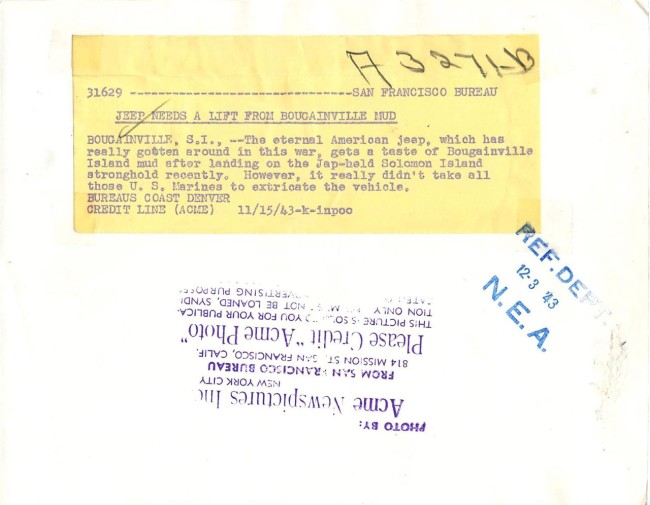 A 3271-B
31629 --------------------------------SAN FRANCISCO BUREAU
JEEP NEEDS A LIFT FROM BOUGAINVILLE MUD
BOUGAINVILLE, S.I., --The eternal American jeep, which has
really gotten around in this war, gets a taste of Bougainville
Island mud after landing on the Jap-held Solomon Island
stronghold recently. However, it really didn't take all
those U. S. Marines to extricate the vehicle.
BUREAUS COAST DENVER
CREDIT LINE (ACME) 11/15/43-k-inpoc
REF. DEPT.
12-3 '43
N.E.A.
PHOTO BY:
Acme Newspictures Inc
NEW YORK CITY
FROM SAN FRANCISCO BUREAU
814 MISSION ST. SAN FRANCISCO, CALIF.
Please Credit "Acme Photo"
THIS PICTURE IS SOLD TO YOU FOR YOUR PUBLICA-
TION ONLY NOT BE LOANED, SYNDI
CATED VERTISING PURPOSES